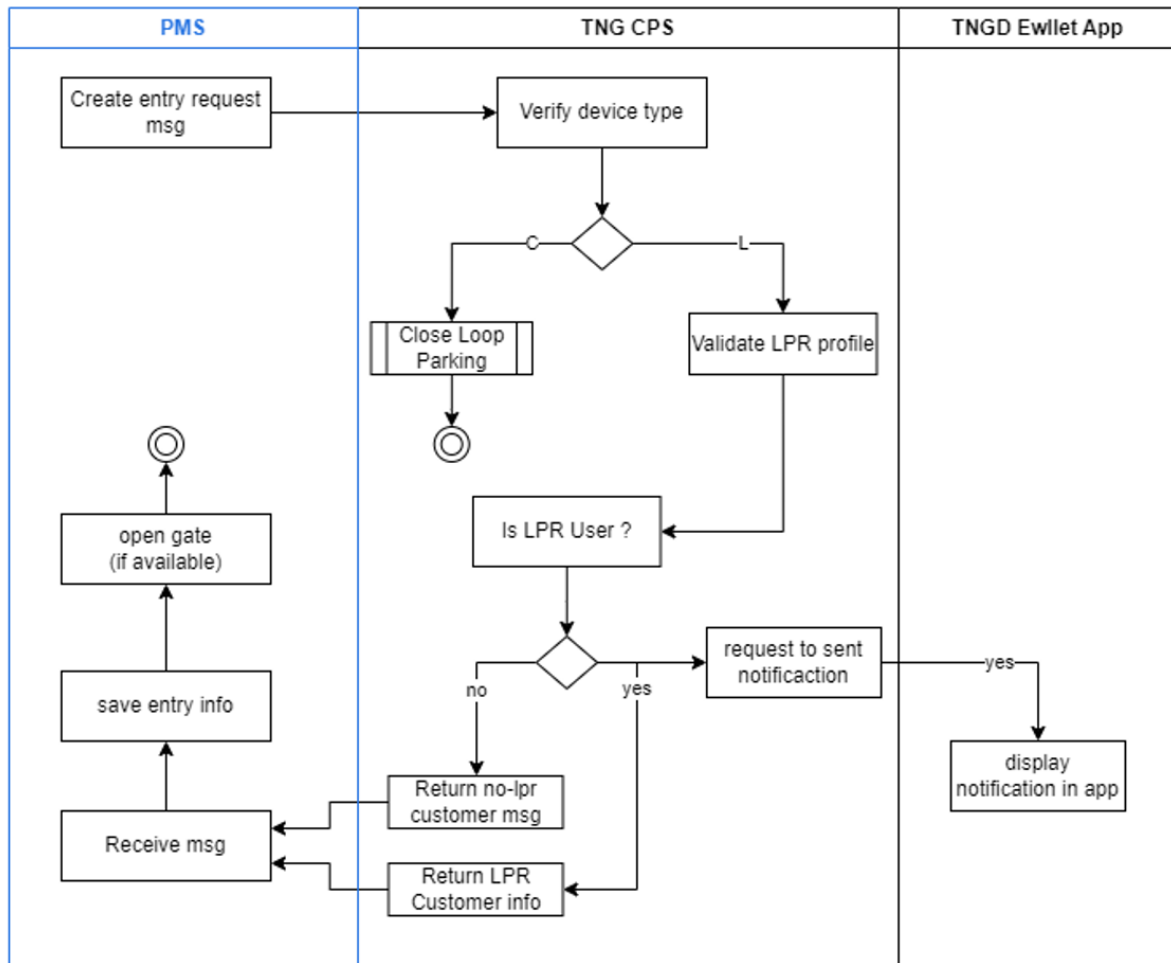 PMS
TNG CPS
TNGD Ewllet App
Create entry request
msg
Verify device type
C
L
Close Loop
Parking
Validate LPR profile
Is LPR User ?
open gate
(if available)
request to sent
notificaction
yes
no
yes
save entry info
display
notification in app
Return no-lpr
customer msg
Receive msg
Return LPR
Customer info